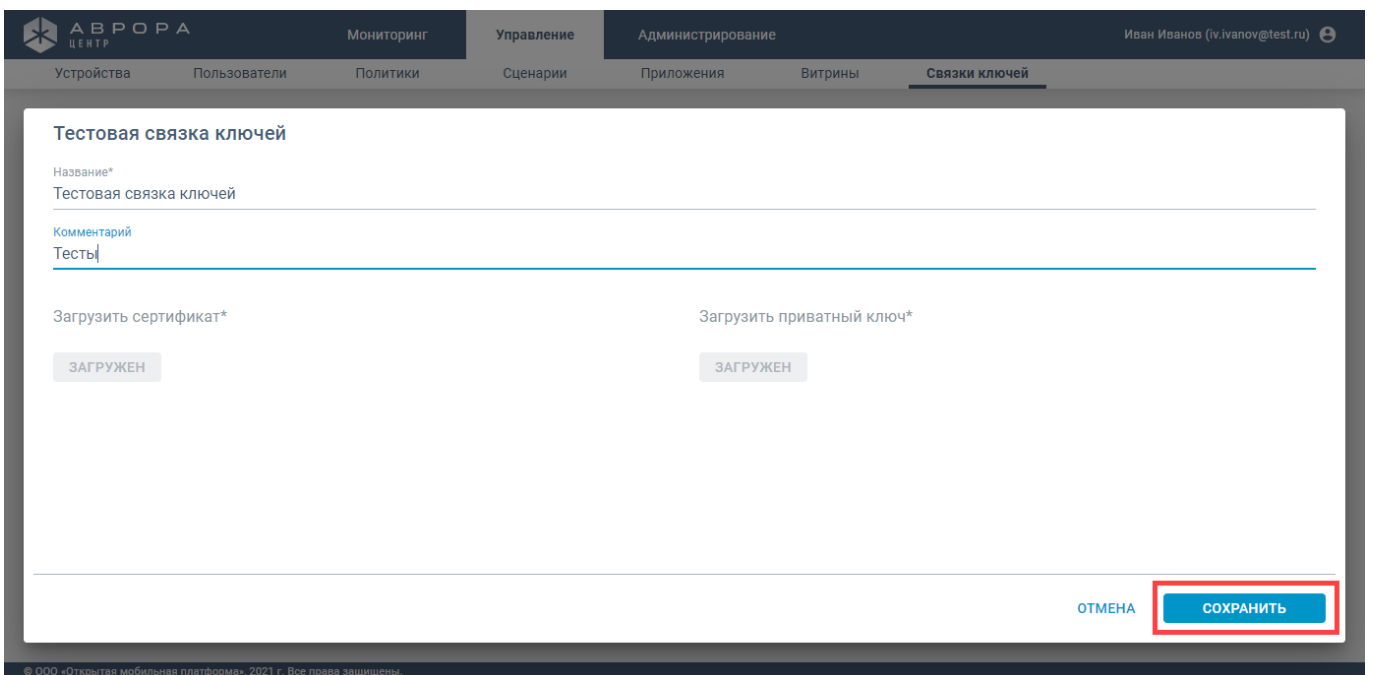 АВРОРА
ЦЕНТР
Мониторинг Управление Администрирование Иван Иванов (iv.ivanov@test.ru)
Устройства Пользователи Политики Сценарии Приложения Витрины Связки ключей
Тестовая связка ключей
Название*
Тестовая связка ключей
Комментарий
Тесты
Загрузить сертификат* Загрузить приватный ключ*
ЗАГРУЖЕН ЗАГРУЖЕН
ОТМЕНА СОХРАНИТЬ
© ООО «Открытая мобильная платформа», 2021 г. Все права защищены.